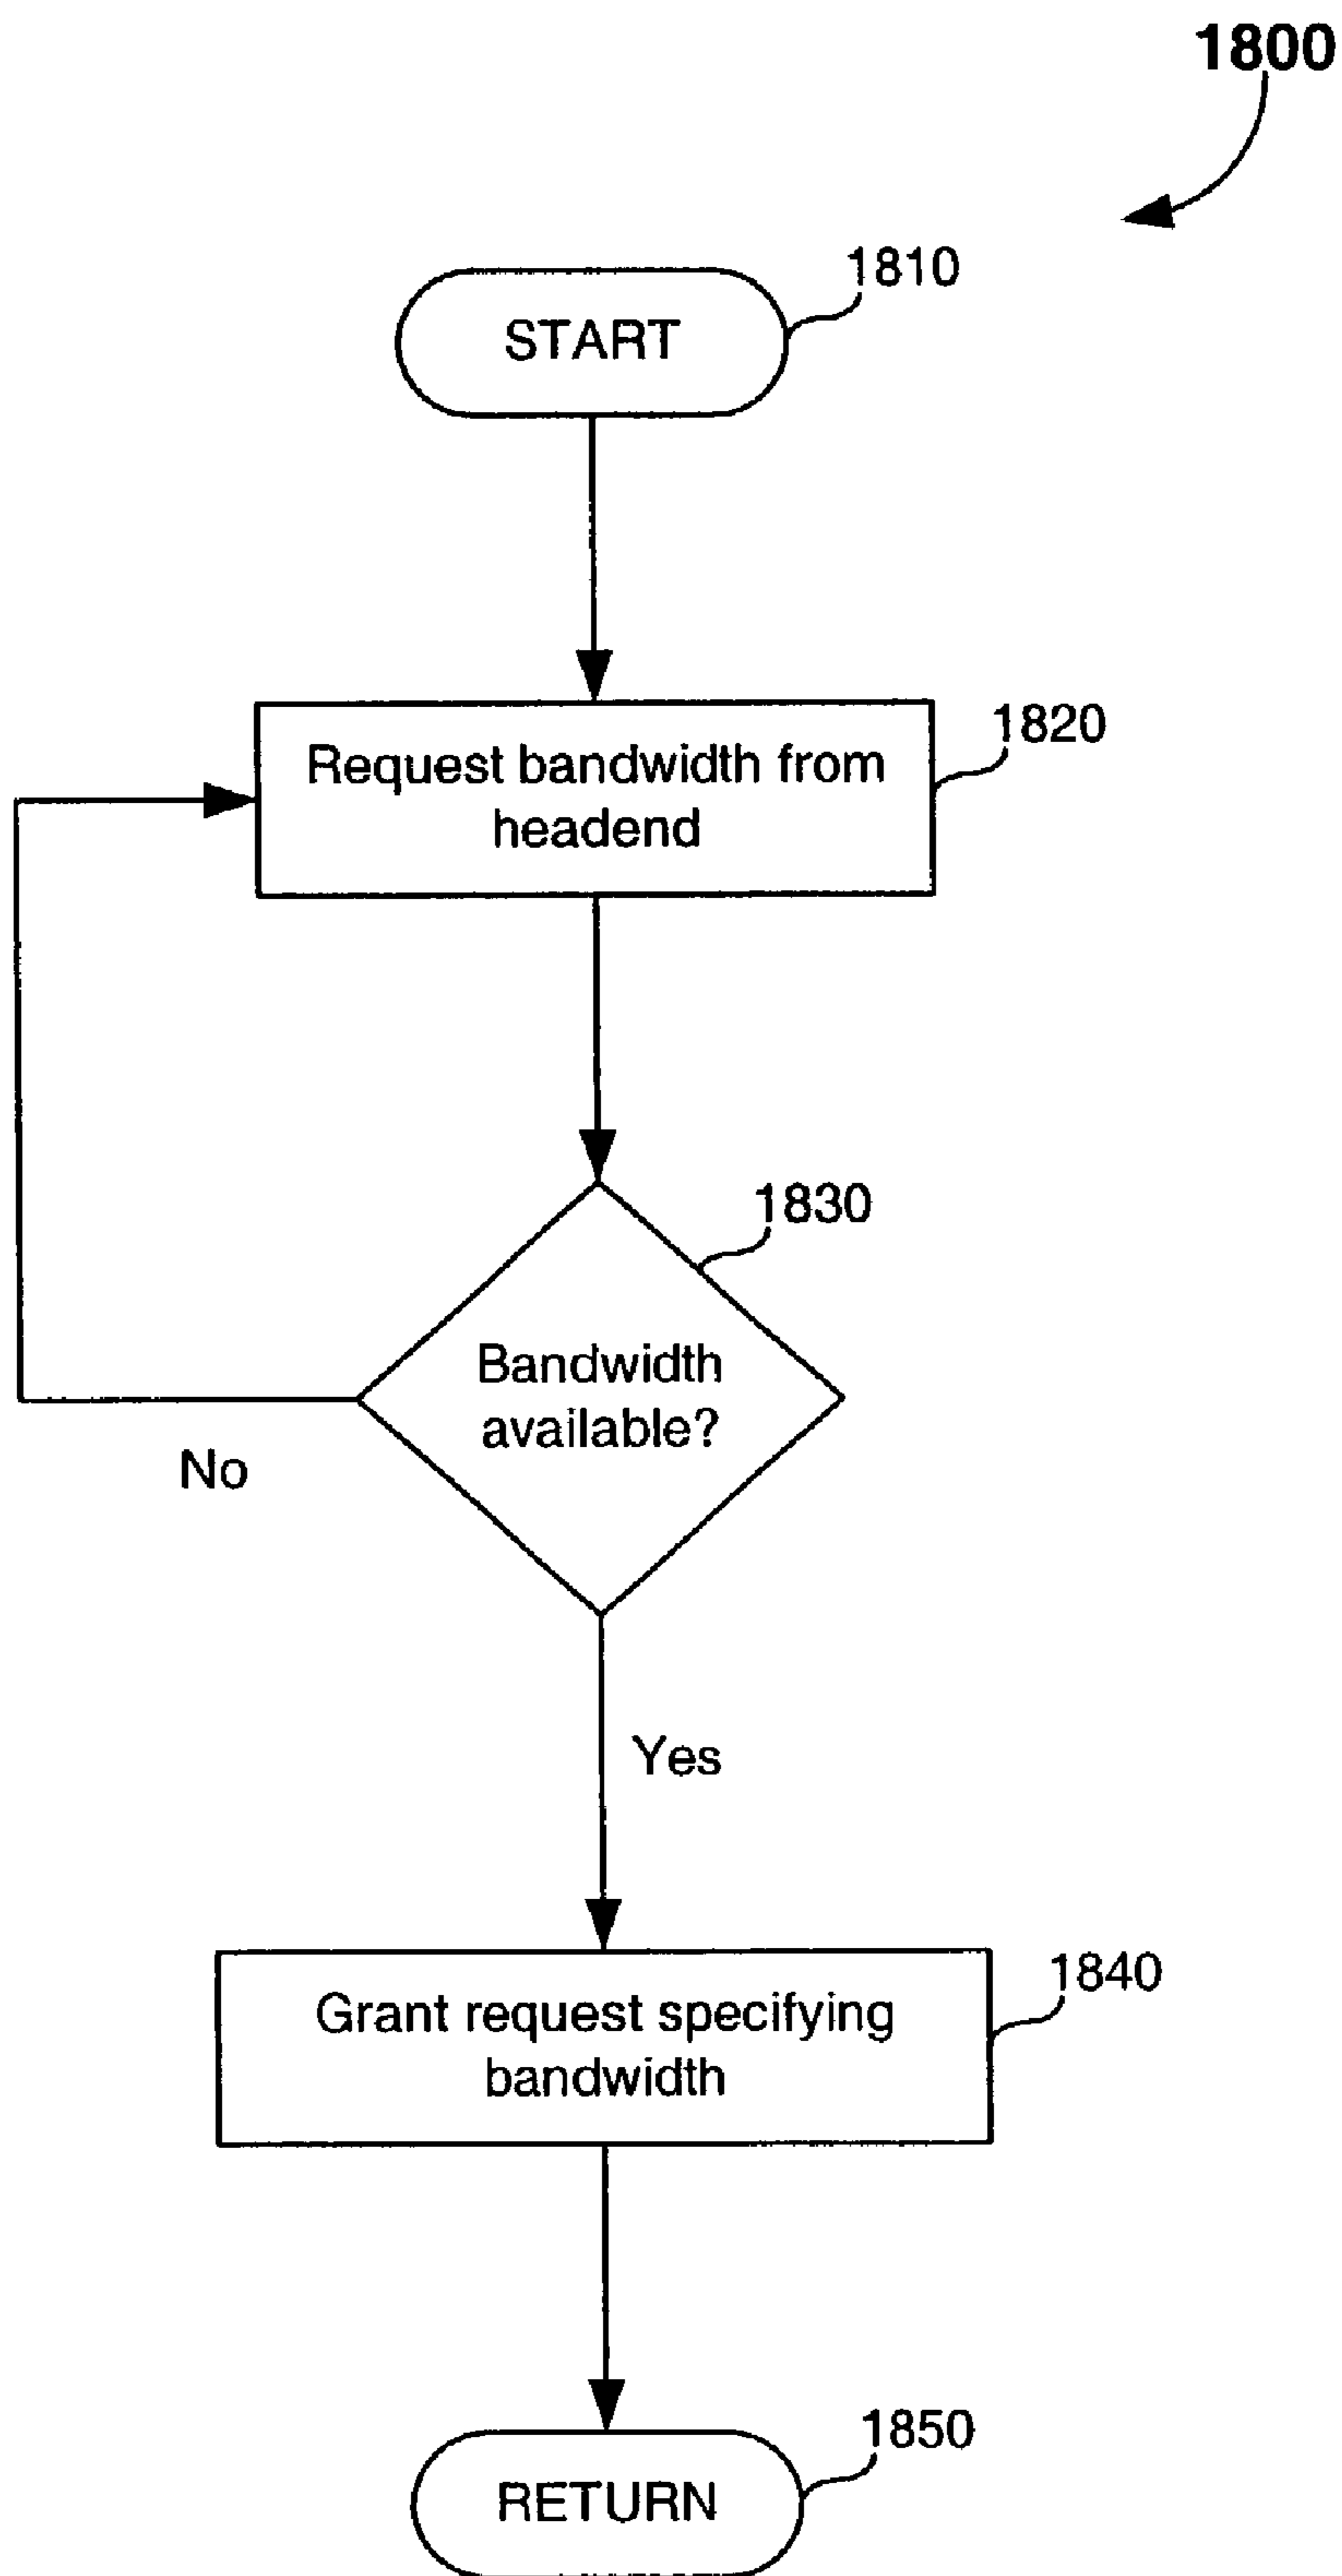 1800
1810
START
1820
Request bandwidth from
headend
1830
Bandwidth
available?
No
Yes
1840
Grant request specifying
bandwidth
1850
RETURN